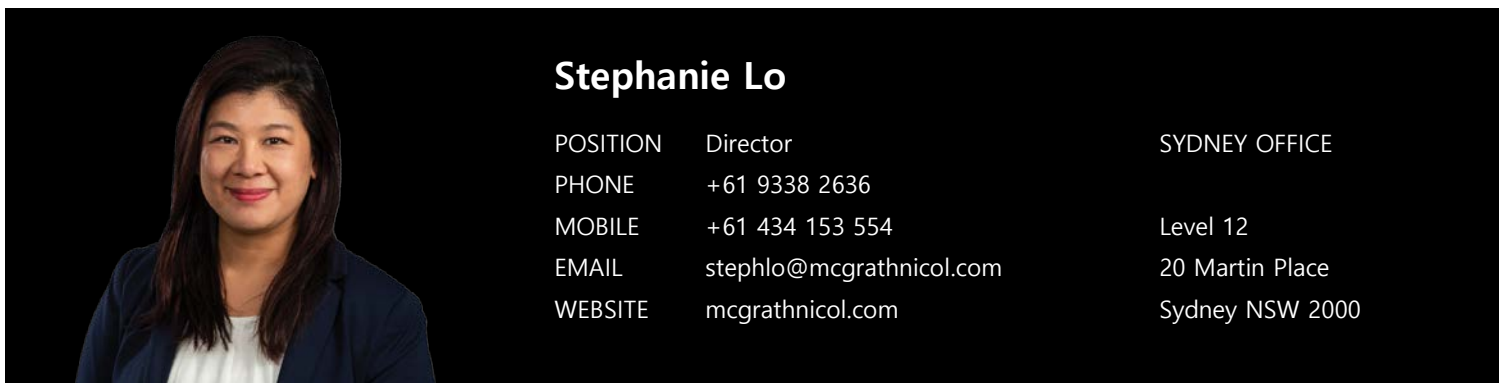 Stephanie Lo
POSITION Director SYDNEY OFFICE
PHONE +61 9338 2636
MOBILE +61 434 153 554 Level 12
EMAIL stephlo@mcgrathnicol.com 20 Martin Place
WEBSITE mcgrathnicol.com Sydney NSW 2000